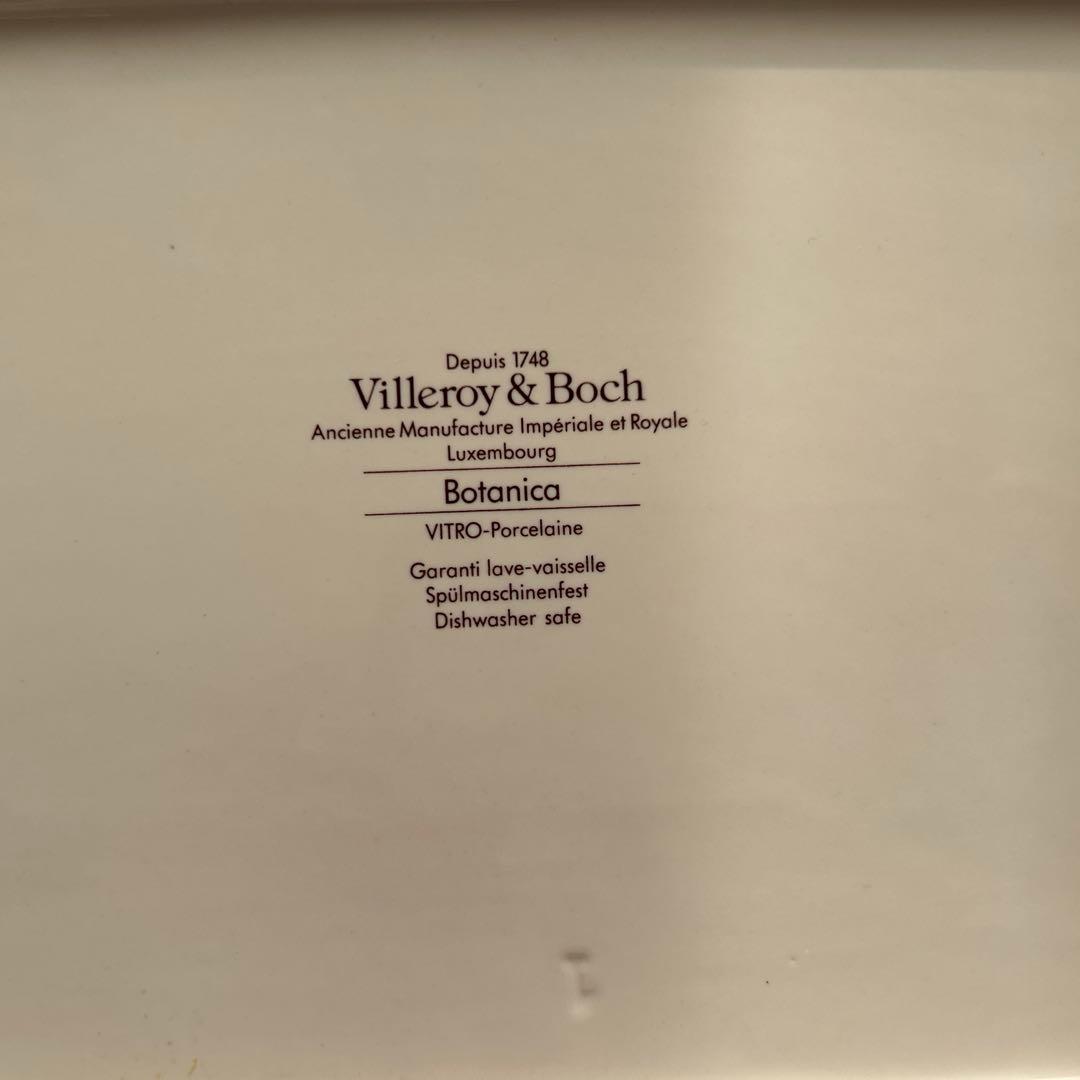 Depuis 1748
Villeroy & Boch
Ancienne Manufacture Impériale et Royale
Luxembourg
Botanica
VITRO-Porcelaine
Garanti lave-vaisselle
Spülmaschinenfest
Dishwasher safe